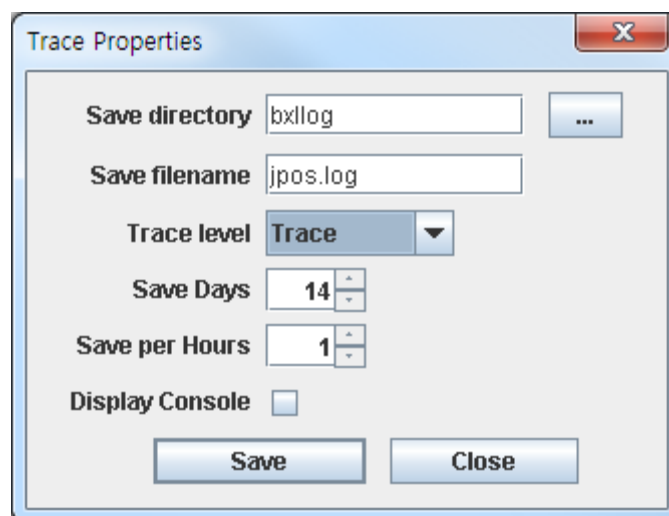 Trace Properties
Save directory bxllog ...
Save filename jpos.log
Trace level Trace
Save Days 14
Save per Hours 1
Display Console
Save Close